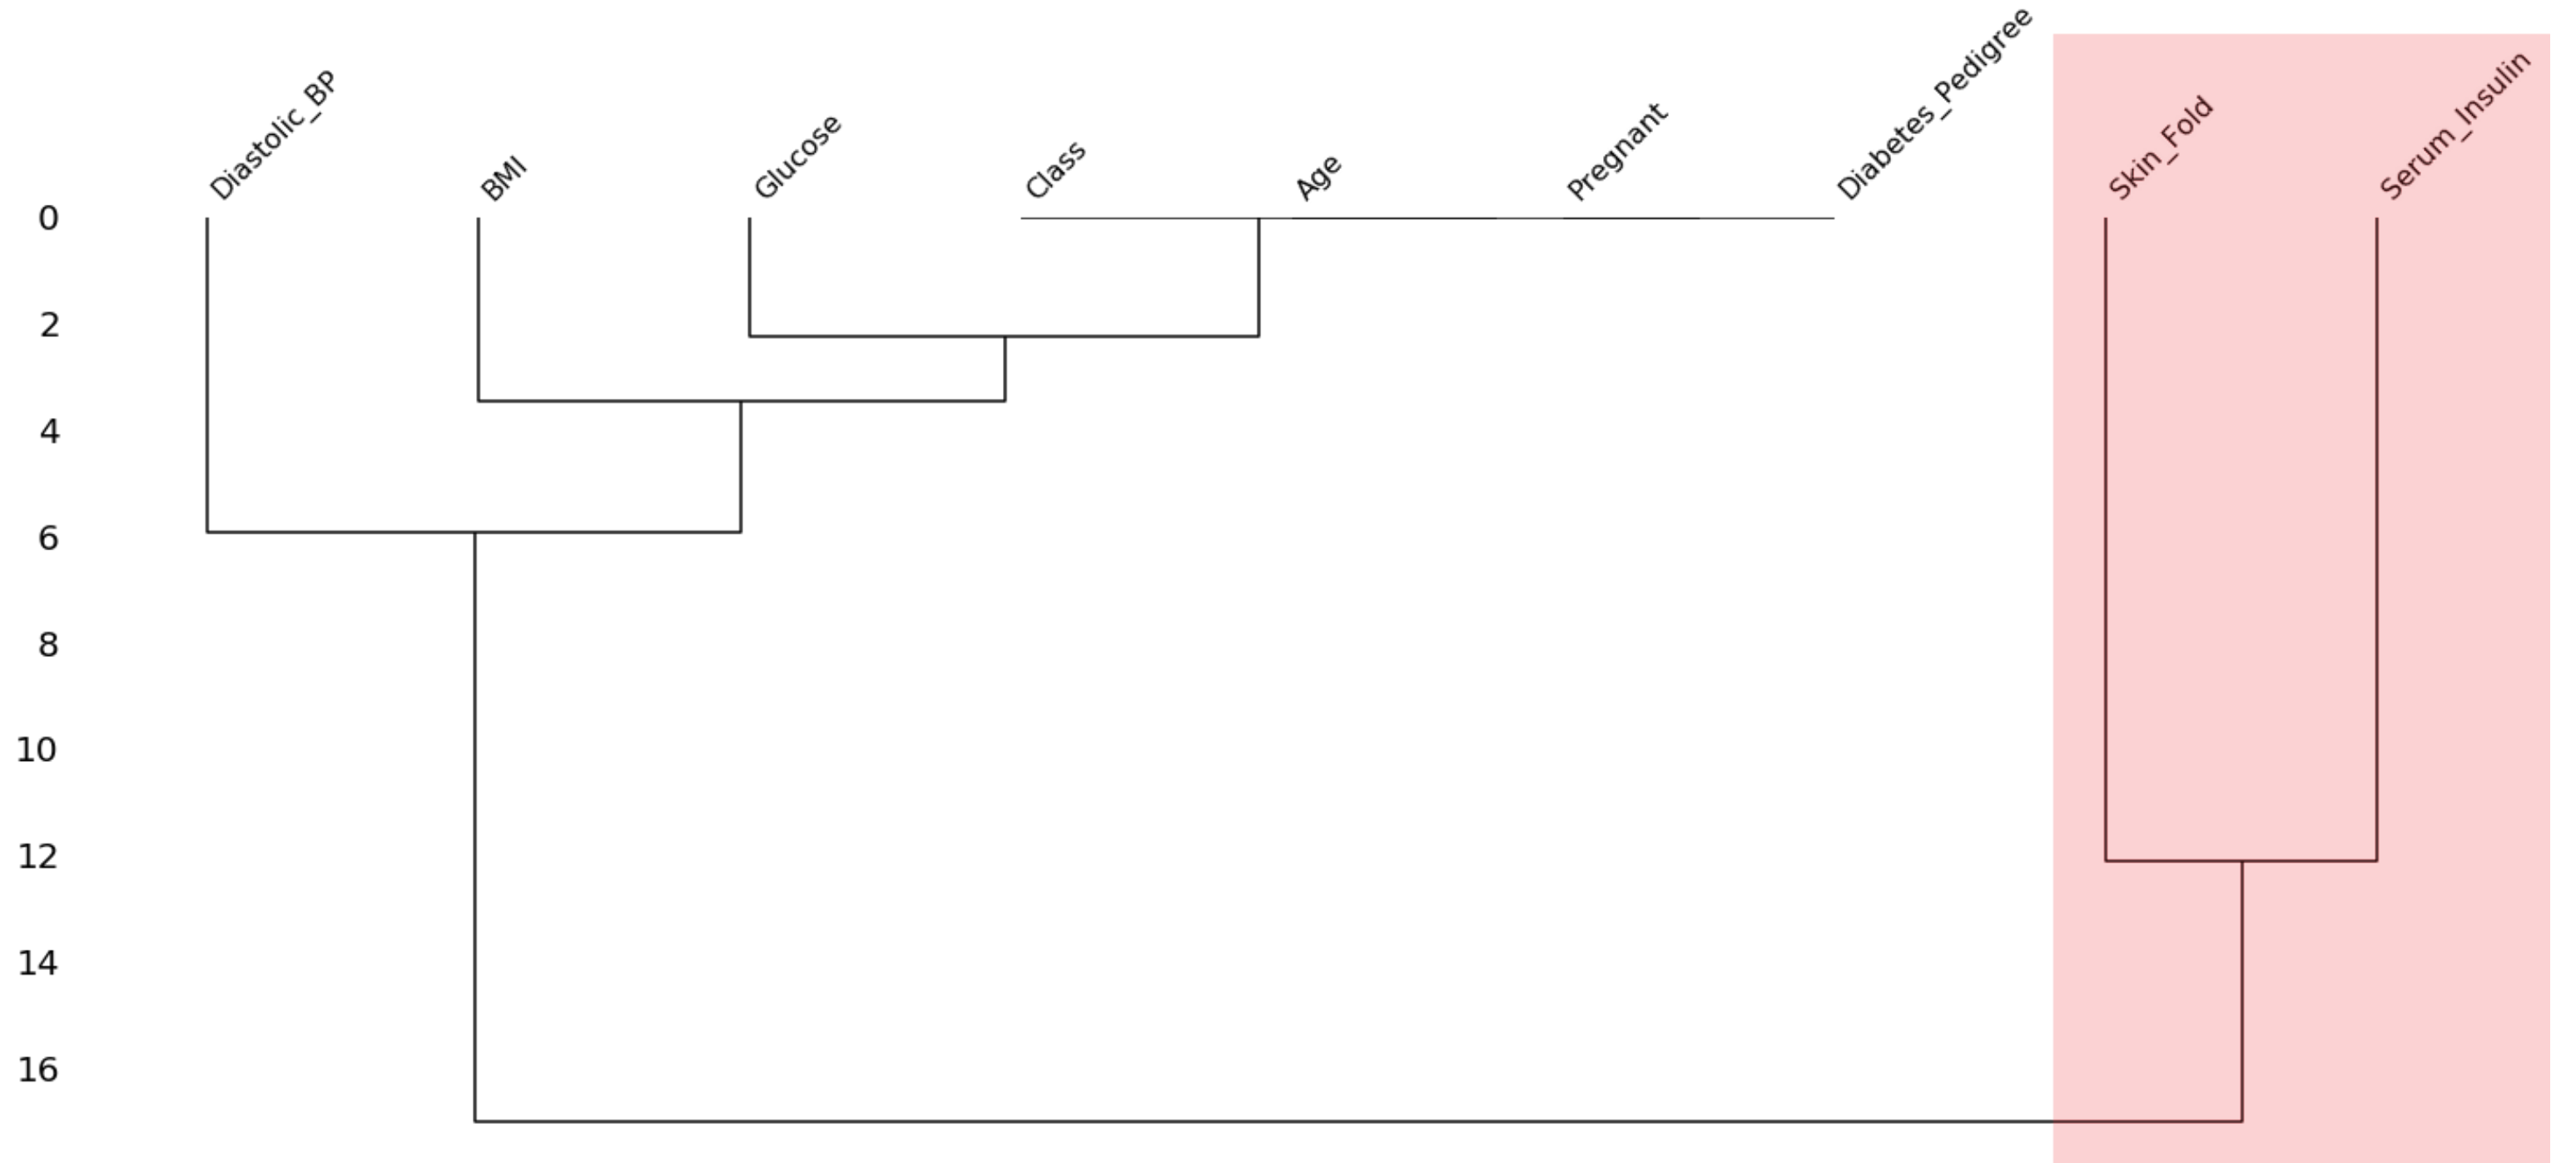 Diastolic_BP
BMI
Glucose
Class
Age
Pregnant
Diabetes_Pedigree
Skin_Fold
Serum_Insulin
0
2
4
6
8
10
12
14
16